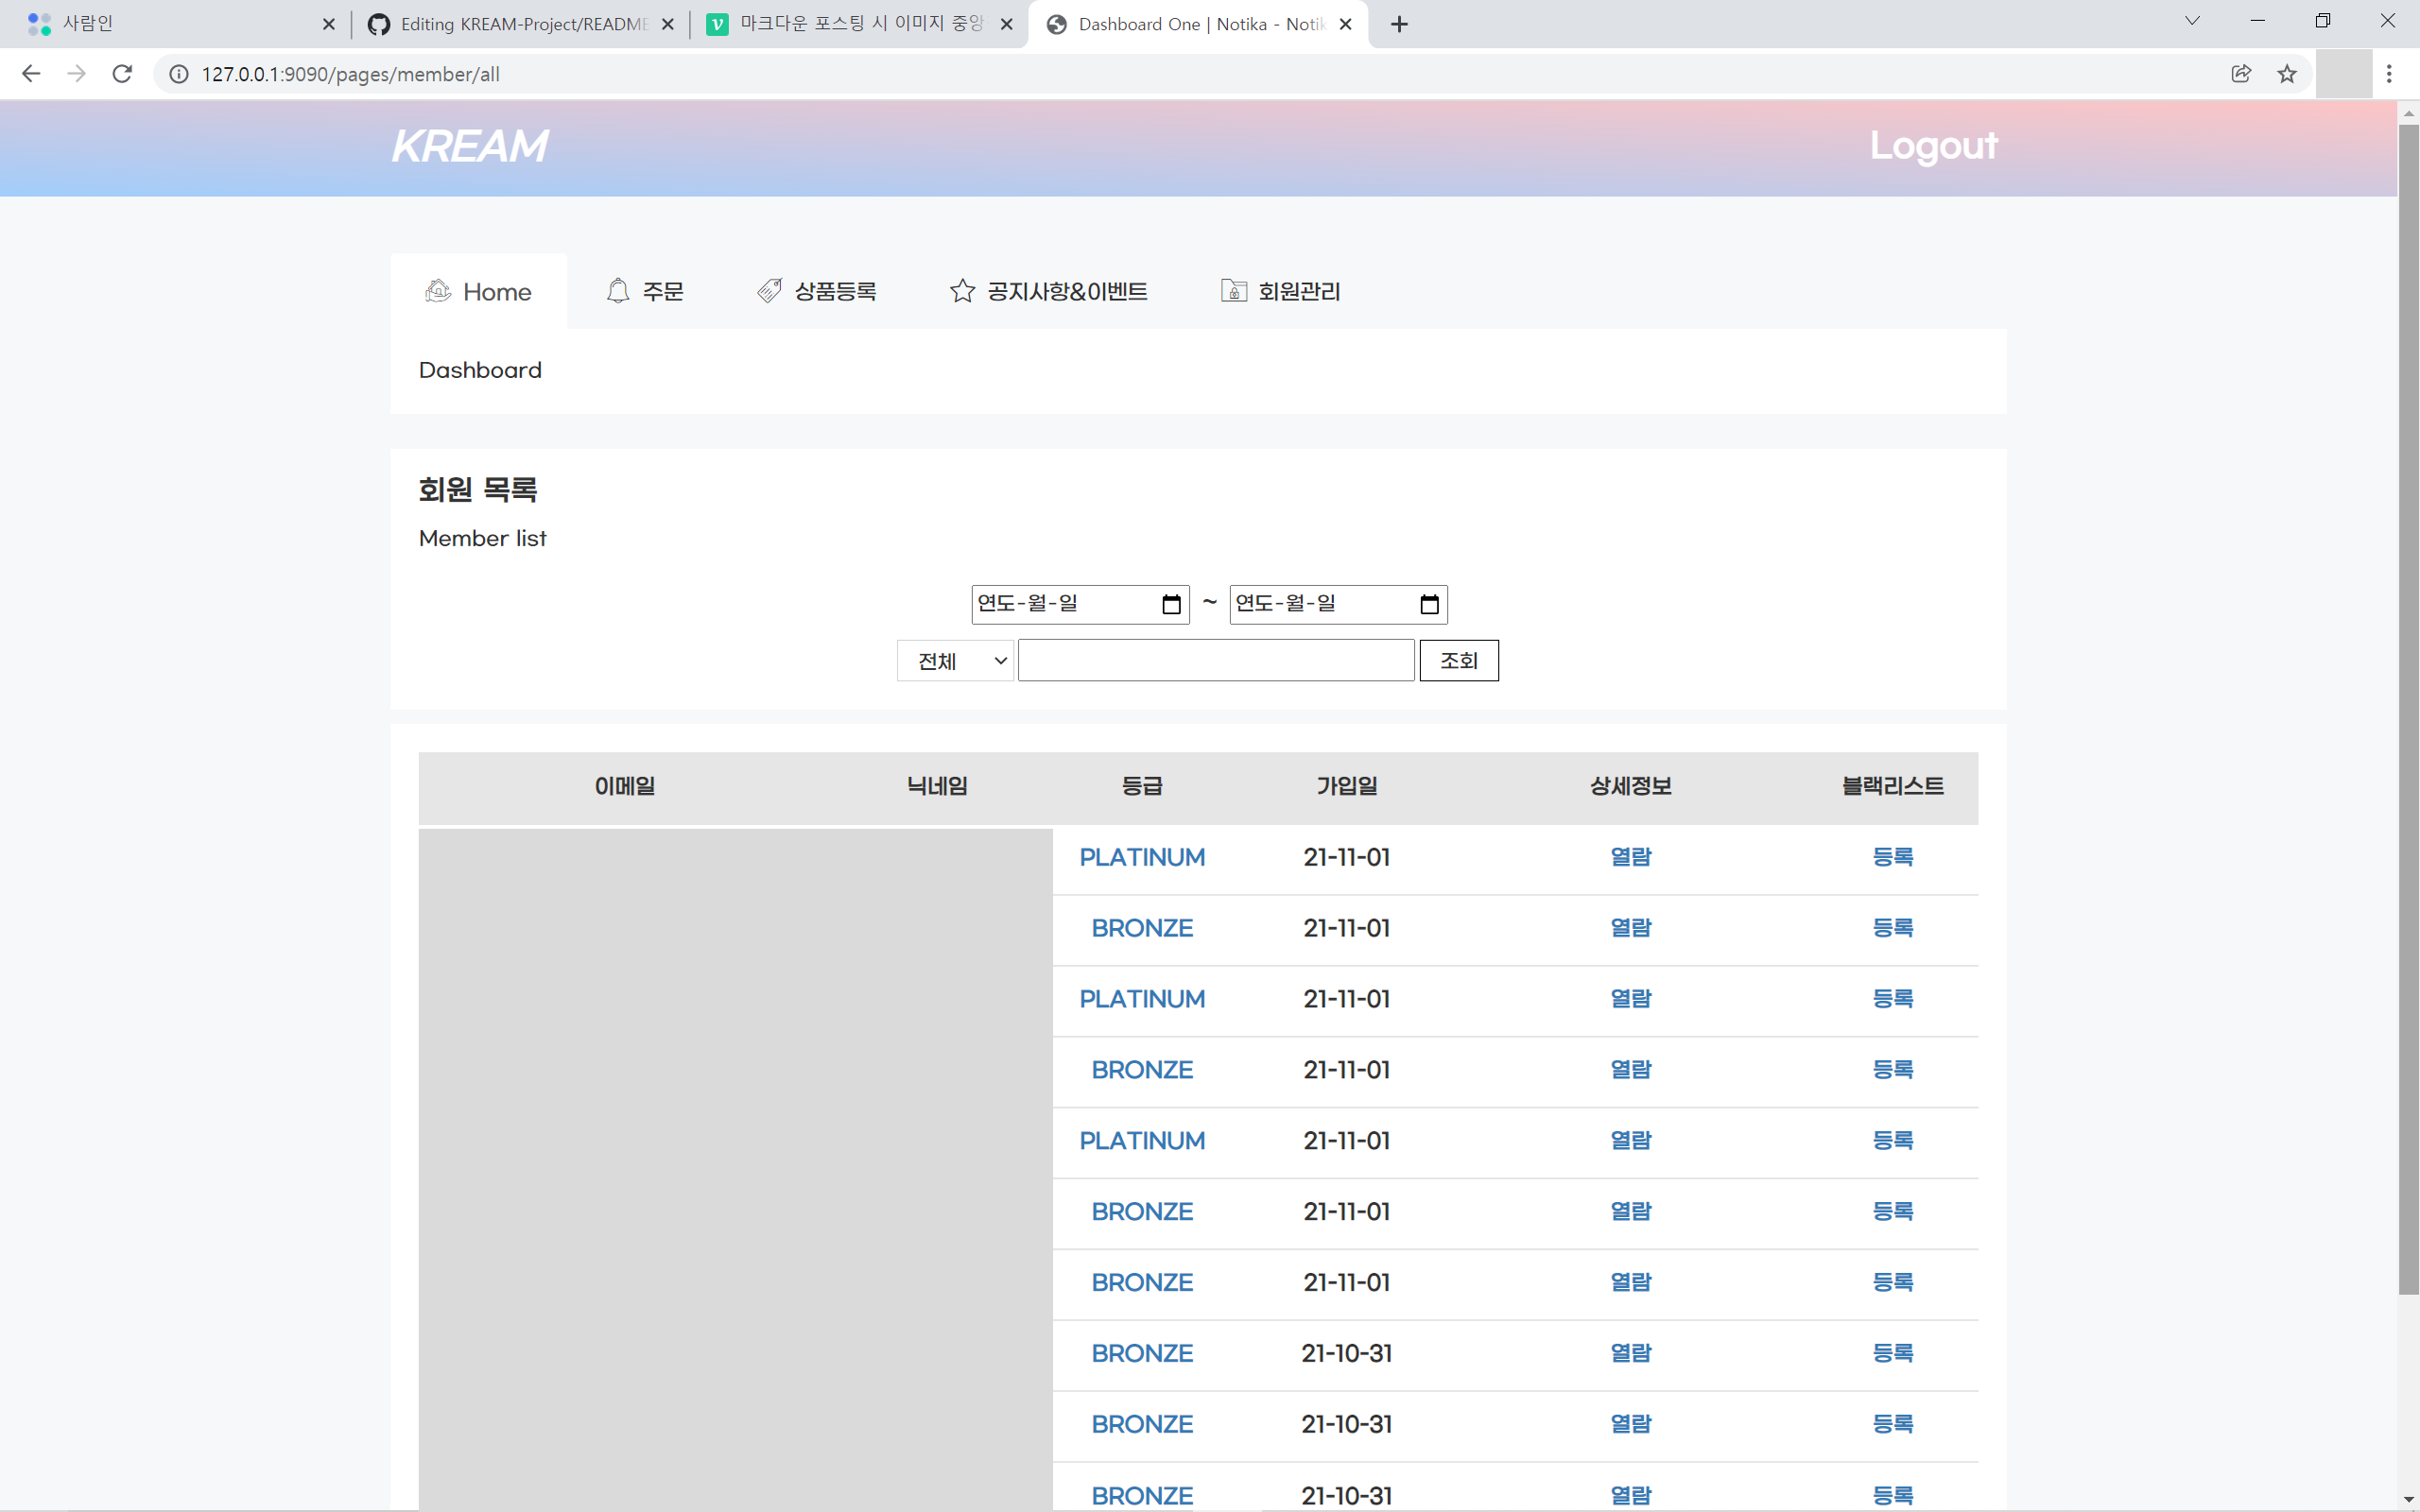 사람인
Editing KREAM-Project/README
마크다운 포스팅 시 이미지 중앙
Dashboard One | Notika - Notik
127.0.0.1:9090/pages/member/all
KREAM
Logout
Home
주문
상품등록
공지사항&이벤트
회원관리
Dashboard
회원 목록
Member list
연도-월-일 ~ 연도-월-일
전체 조회
이메일 닉네임 등급 가입일 상세정보 블랙리스트
PLATINUM 21-11-01 열람 등록
BRONZE 21-11-01 열람 등록
PLATINUM 21-11-01 열람 등록
BRONZE 21-11-01 열람 등록
PLATINUM 21-11-01 열람 등록
BRONZE 21-11-01 열람 등록
BRONZE 21-11-01 열람 등록
BRONZE 21-10-31 열람 등록
BRONZE 21-10-31 열람 등록
BRONZE 21-10-31 열람 등록